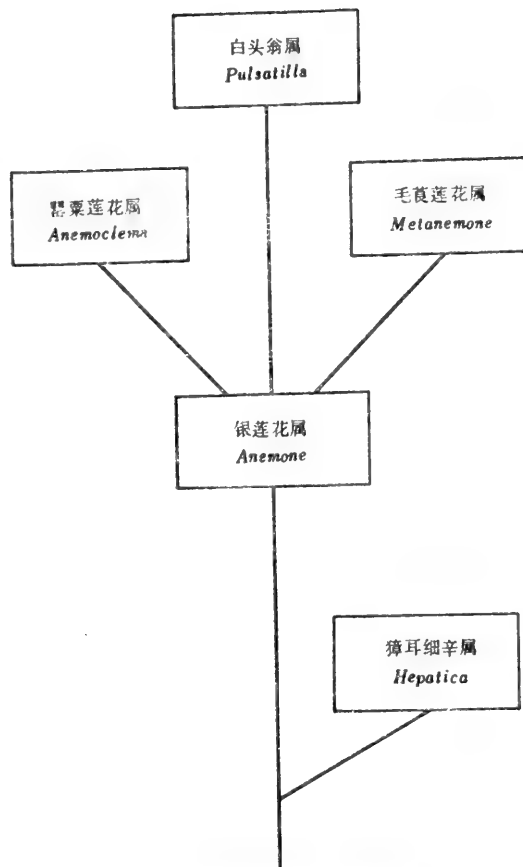 白头翁属
Pulsatilla
罂粟莲花属
Anemoclema
毛茛莲花属
Metanemone
银莲花属
Anemone
獐耳细辛属
Hepatica